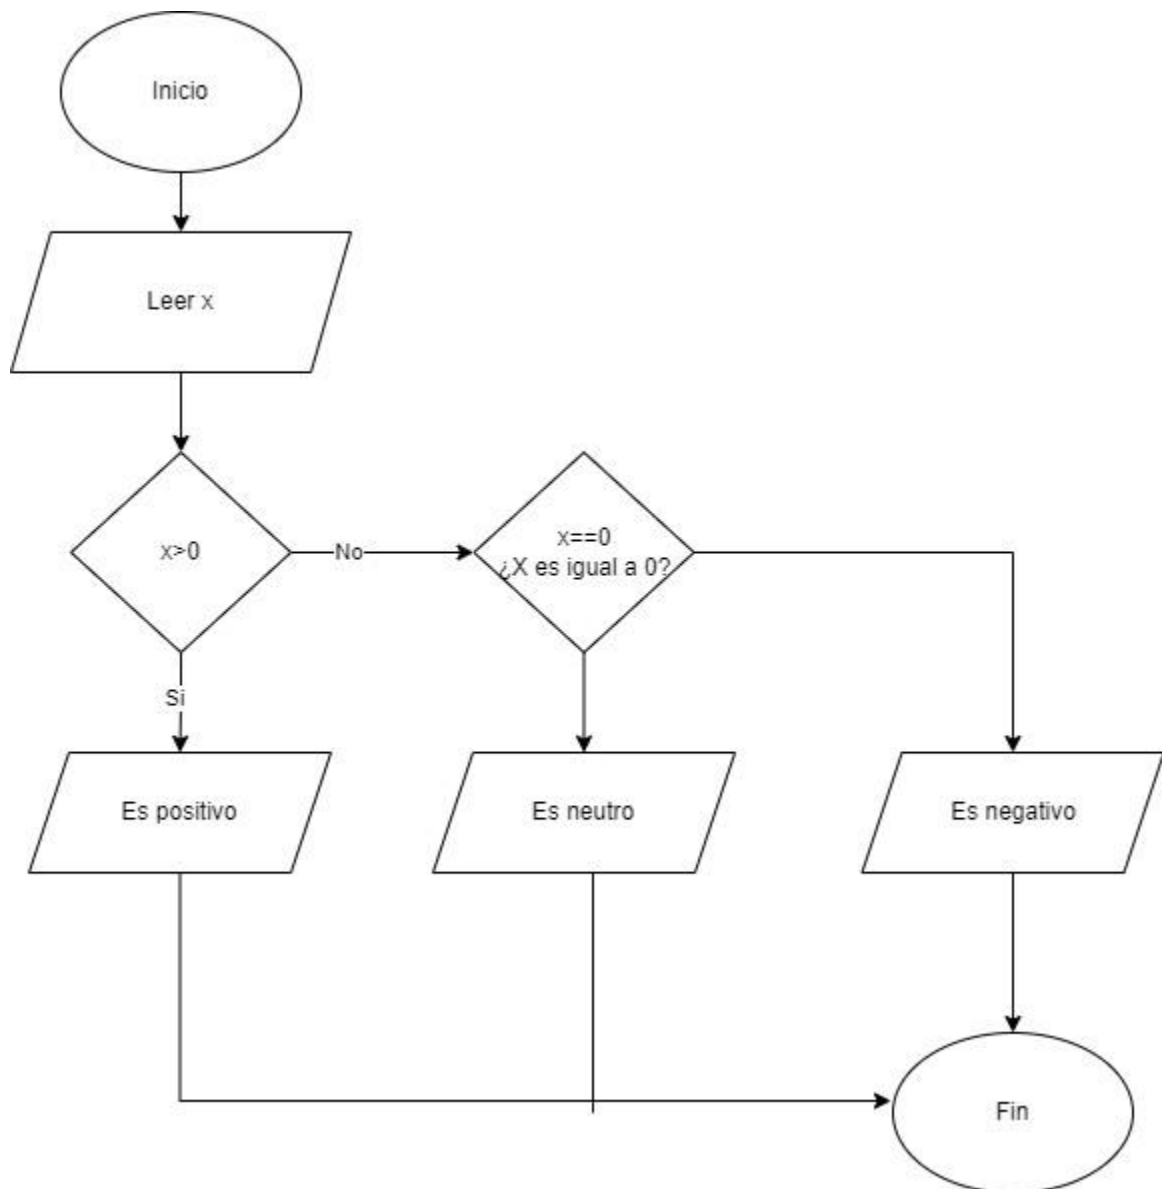 Inicio
Leer x
x>0
No
x==0
¿X es igual a 0?
Si
Es positivo
Es neutro
Es negativo
Fin